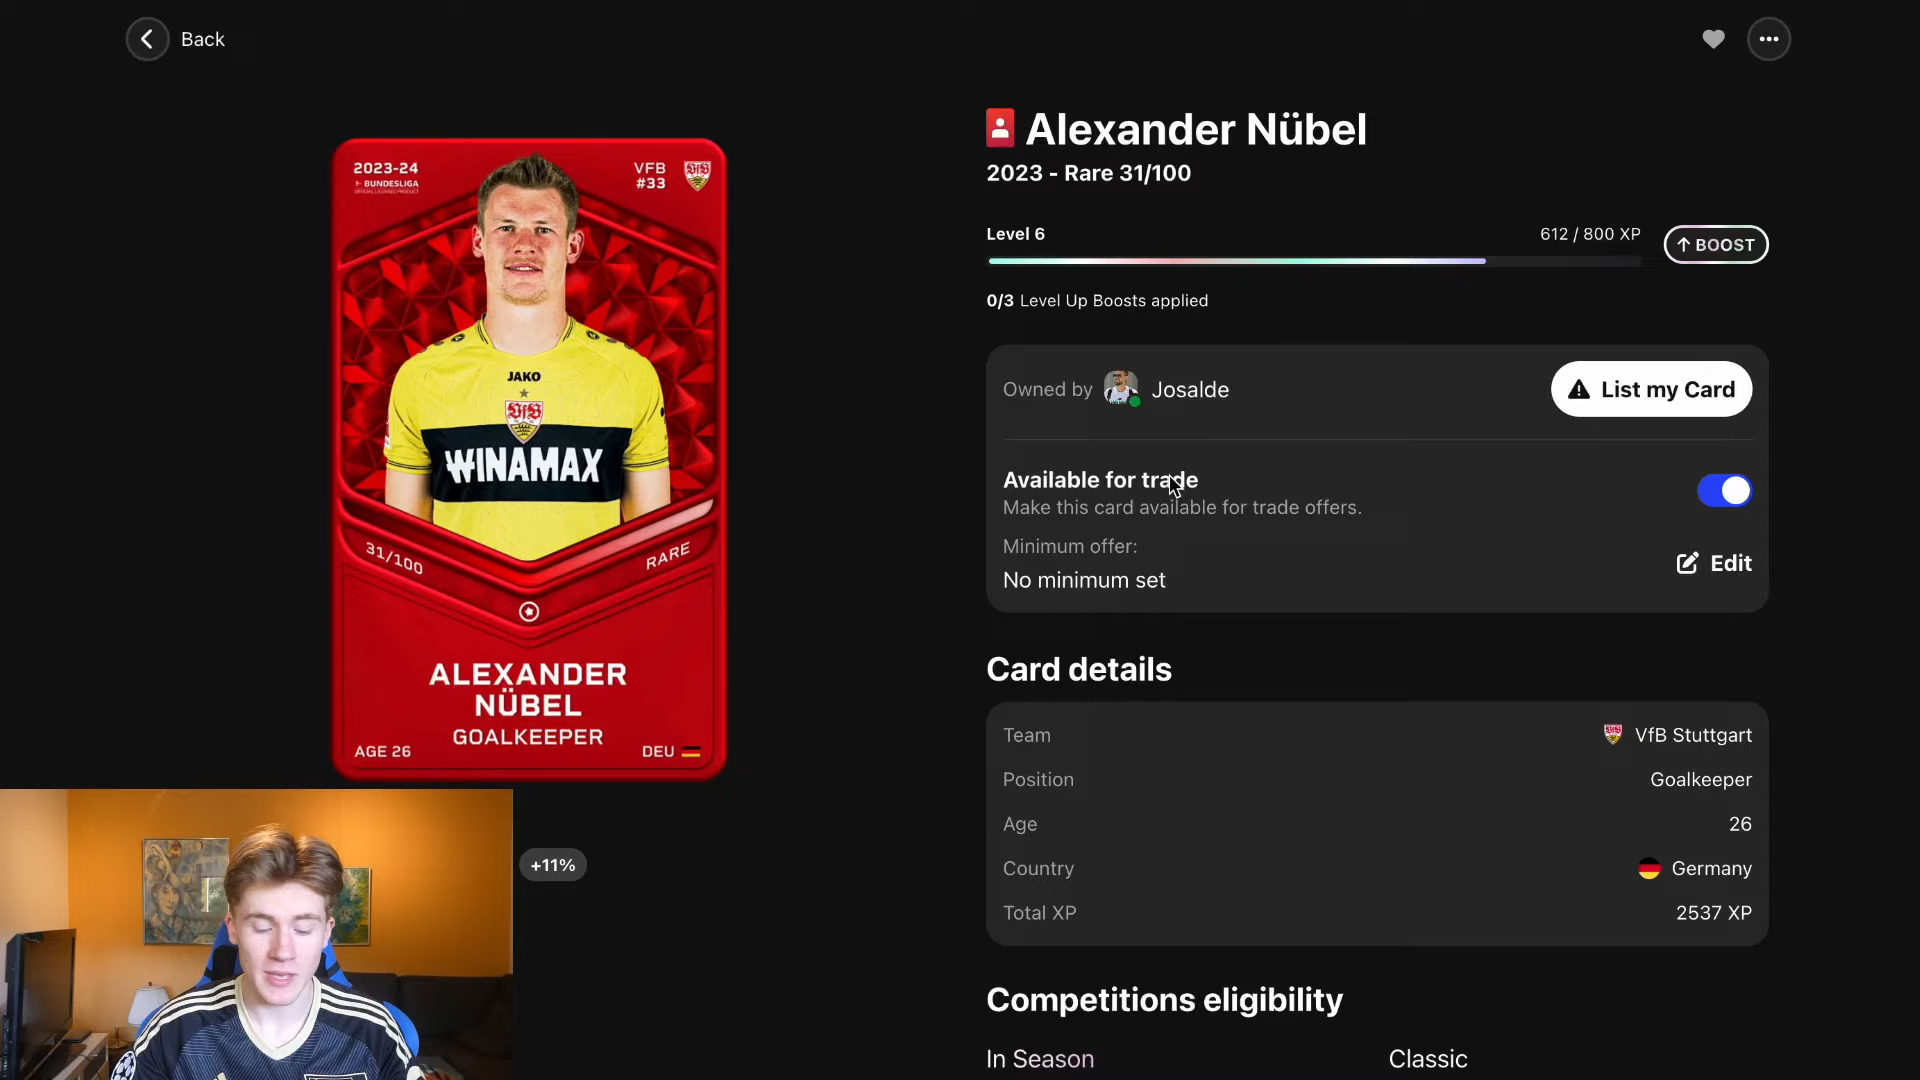 Back
2023-24
BUNDESLIGA
OFFICIAL LICENSED PRODUCT
VFB
#33
JAKO
WINAMAX
31/100
RARE
ALEXANDER
NÜBEL
GOALKEEPER
AGE 26
DEU
+11%
Alexander Nübel
2023 - Rare 31/100
Level 6
612 / 800 XP
BOOST
0/3 Level Up Boosts applied
Owned by Josalde
List my Card
Available for trade
Make this card available for trade offers.
Minimum offer:
No minimum set
Edit
Card details
Team VfB Stuttgart
Position Goalkeeper
Age 26
Country Germany
Total XP 2537 XP
Competitions eligibility
In Season
Classic